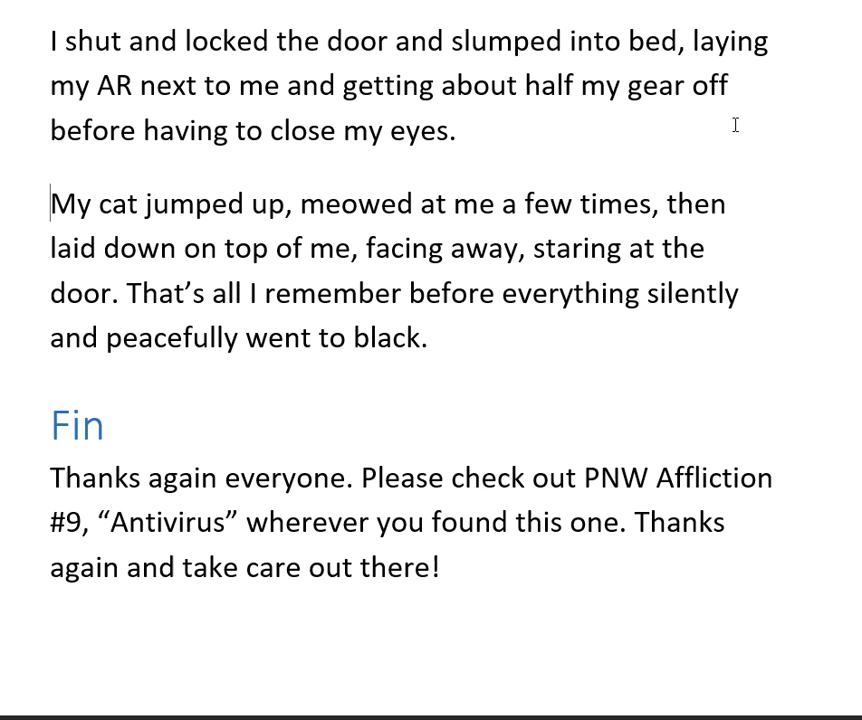 I shut and locked the door and slumped into bed, laying
my AR next to me and getting about half my gear off
before having to close my eyes.
My cat jumped up, meowed at me a few times, then
laid down on top of me, facing away, staring at the
door. That’s all I remember before everything silently
and peacefully went to black.
Fin
Thanks again everyone. Please check out PNW Affliction
#9, “Antivirus” wherever you found this one. Thanks
again and take care out there!